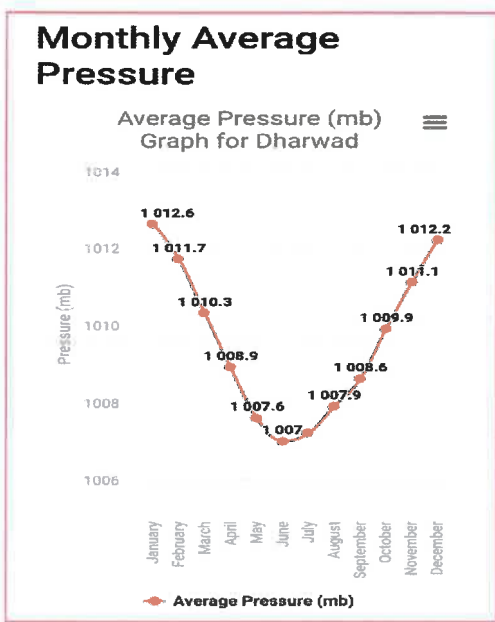 Monthly Average
Pressure
Average Pressure (mb)
Graph for Dharwad
1014
1012
1010
1008
1006
Pressure (mb)
1 012.6
1 011.7
1 010.3
1 008.9
1 007.6
1 007
1 007.9
1 008.6
1 009.9
1 011.1
1 012.2
January
February
March
April
May
June
July
August
September
October
November
December
Average Pressure (mb)